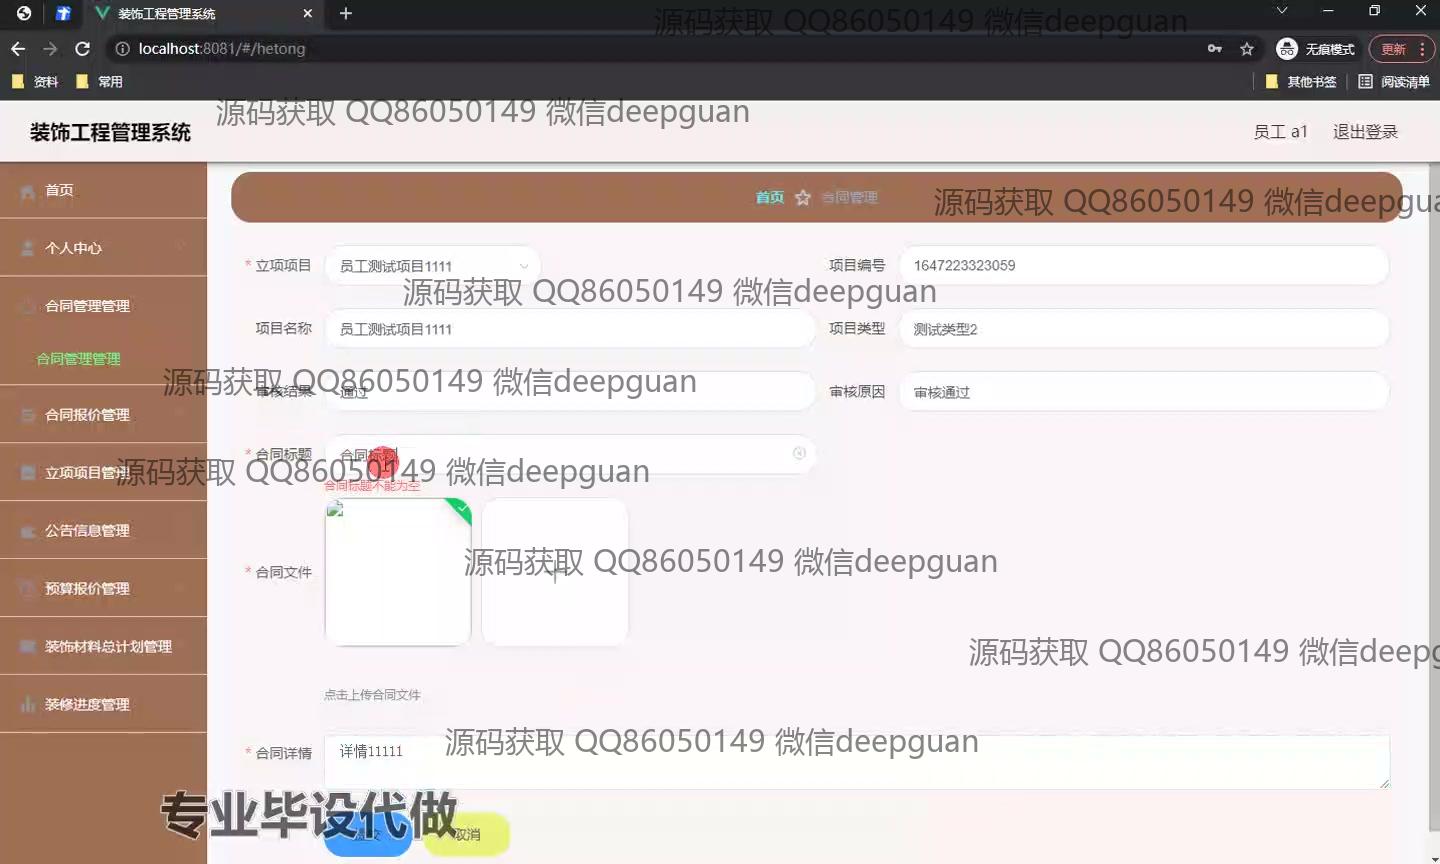 装饰工程管理系统
源码获取 QQ86050149 微信deepguan
localhost:8081/#/hetong
无痕模式
更新
资料
常用
其他书签
阅读清单
源码获取 QQ86050149 微信deepguan
装饰工程管理系统
员工 a1
退出登录
首页
个人中心
合同管理管理
合同管理管理
合同报价管理
立项项目管理
公告信息管理
预算报价管理
装饰材料总计划管理
装修进度管理
首页 ☆ 合同管理
源码获取 QQ86050149 微信deepgua
* 立项项目 员工测试项目1111
项目编号 1647223323059
源码获取 QQ86050149 微信deepguan
项目名称 员工测试项目1111
项目类型 测试类型2
源码获取 QQ86050149 微信deepguan
审核结果 通过
审核原因 审核通过
* 合同标题 合同标题
源码获取 QQ86050149 微信deepguan
合同标题不能为空
* 合同文件
源码获取 QQ86050149 微信deepguan
源码获取 QQ86050149 微信deepg
点击上传合同文件
* 合同详情 详情11111
源码获取 QQ86050149 微信deepguan
专业毕设代做
提交
取消